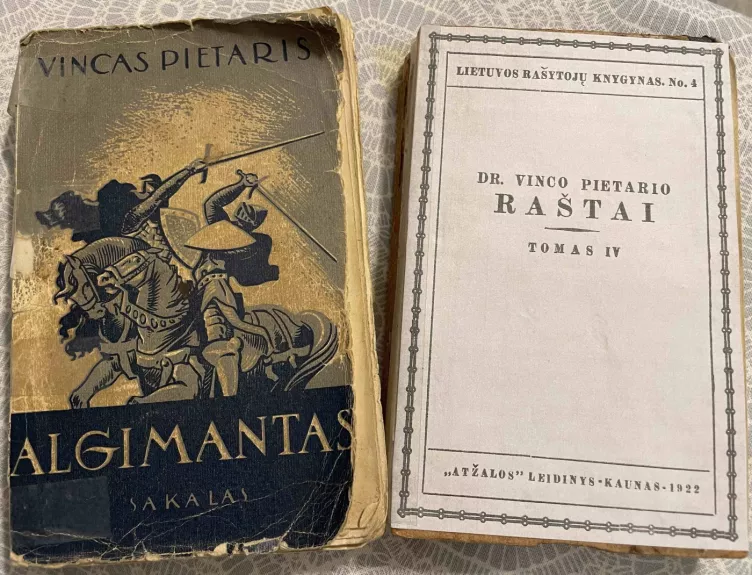 VINCAS PIETARIS
ALGIMANTAS
SAKALAS
LIETUVOS RAŠYTOJŲ KNYGYNAS. No. 4
DR. VINCO PIETARIO
RAŠTAI
TOMAS IV
„ATŽALOS” LEIDINYS-KAUNAS-1922